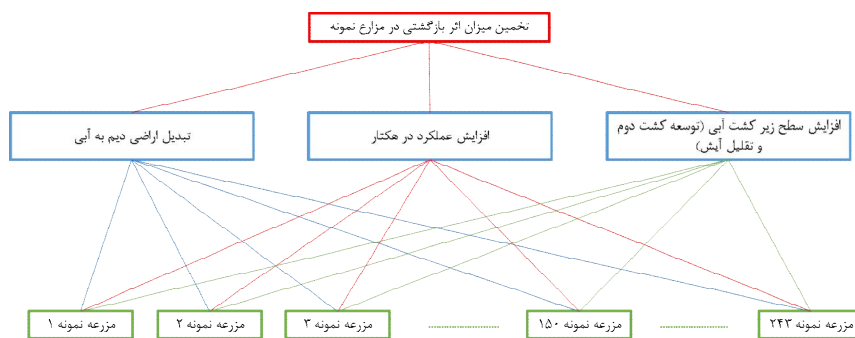 تخمین میزان اثر بازگشتی در مزارع نمونه
افزایش سطح زیر کشت آبی (توسعه کشت دوم
و تقلیل آیش)
افزایش عملکرد در هکتار
تبدیل اراضی دیم به آبی
مزرعه نمونه ۱
مزرعه نمونه ۲
مزرعه نمونه ۳
مزرعه نمونه ۱۵۰
مزرعه نمونه ۲۴۳